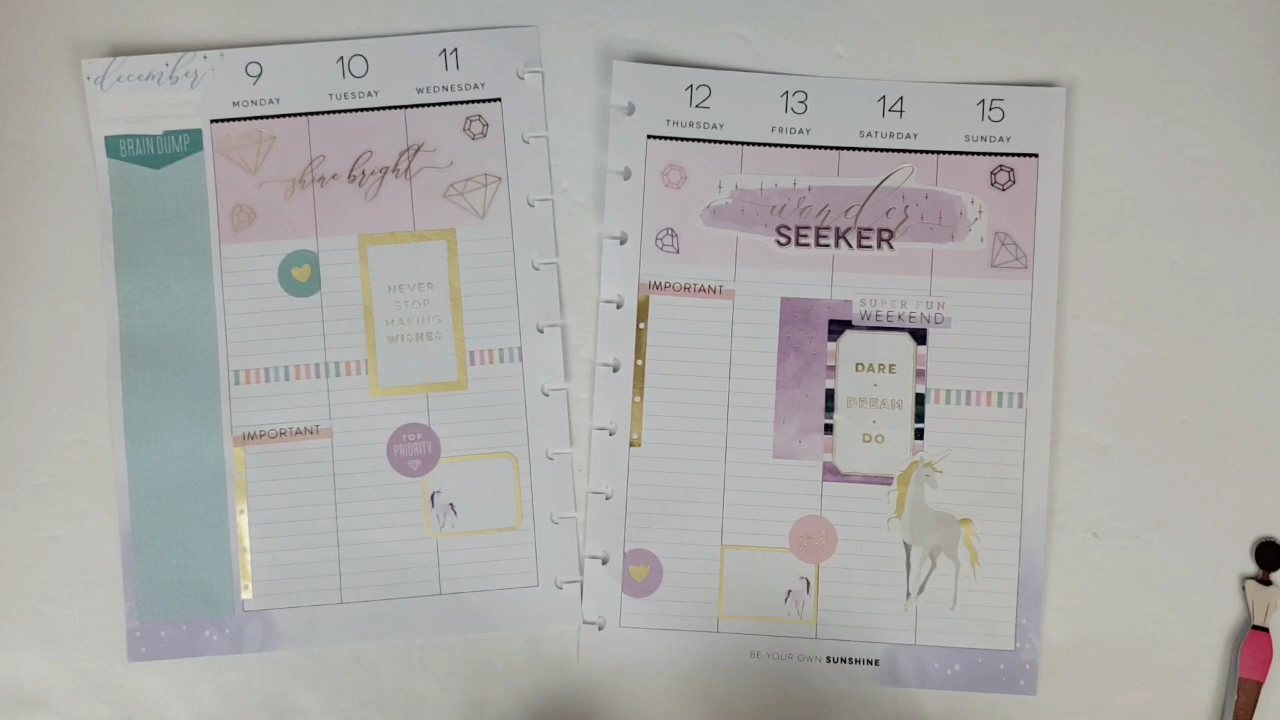 december
9
MONDAY
10
TUESDAY
11
WEDNESDAY
BRAIN DUMP
shine bright
NEVER
STOP
MAKING
WISHES
IMPORTANT
TOP
PRIORITY
12
THURSDAY
13
FRIDAY
14
SATURDAY
15
SUNDAY
wonder
SEEKER
IMPORTANT
SUPER FUN
WEEKEND
DARE
DREAM
DO
BE YOUR OWN SUNSHINE